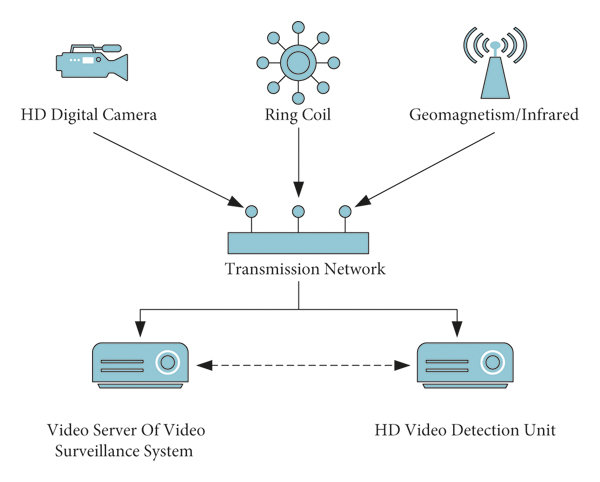 HD Digital Camera
Ring Coil
Geomagnetism/Infrared
Transmission Network
Video Server Of Video
Surveillance System
HD Video Detection Unit